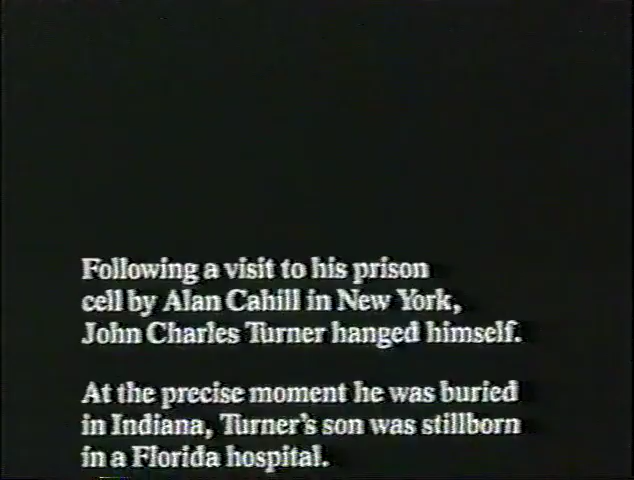 Following a visit to his prison
cell by Alan Cahill in New York,
John Charles Turner hanged himself.
At the precise moment he was buried
in Indiana, Turner's son was stillborn
in a Florida hospital.